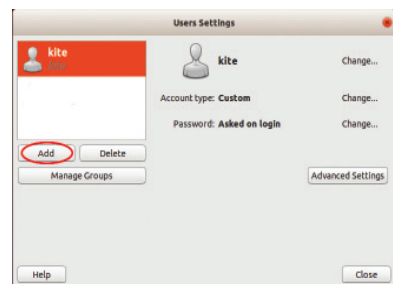 Users Settings
kite
kite
kite
Change...
Account type: Custom
Change...
Password: Asked on login
Change...
Add
Delete
Manage Groups
Advanced Settings
Help
Close